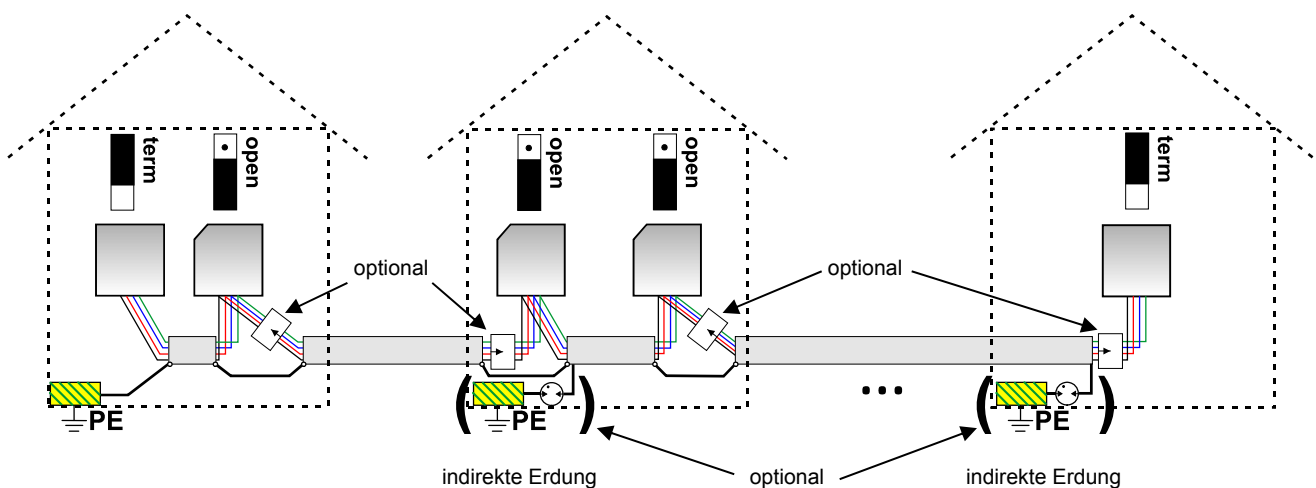 term
open
open
open
term
optional
optional
PE
( PE )
...
( PE )
indirekte Erdung
optional
indirekte Erdung